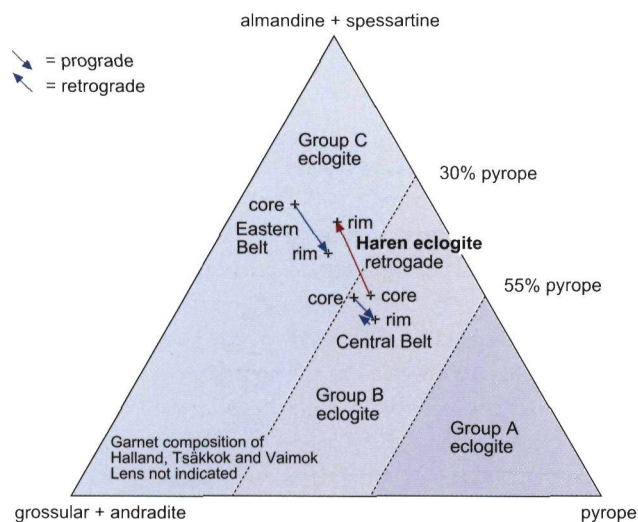 almandine + spessartine
= prograde
= retrograde
Group C
eclogite
30% pyrope
core
rim
Eastern
Belt
rim
Haren eclogite
retrogade
55% pyrope
core
core
rim
Central Belt
Group B
eclogite
Group A
eclogite
Garnet composition of
Halland, Tsäkkok and Vaimok
Lens not indicated
grossular + andradite
pyrope